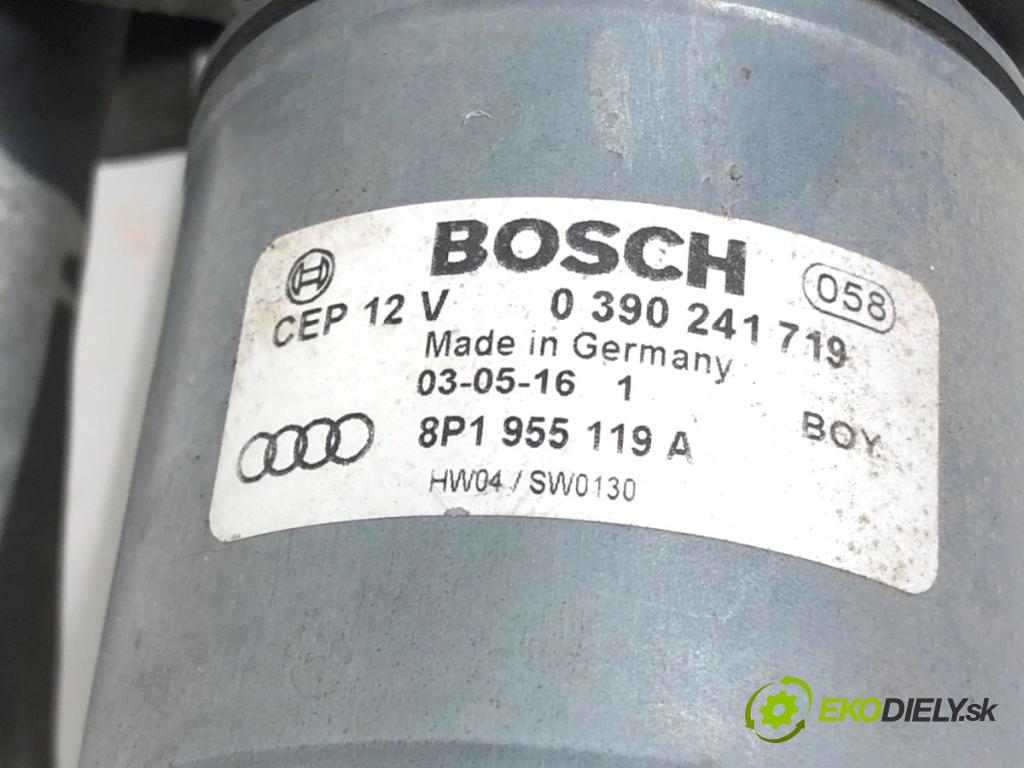 BOSCH
058
CEP 12 V 0 390 241 719
Made in Germany
03-05-16 1
8P1 955 119 A BOY
HW04 / SW0130
EKODIELY.sk